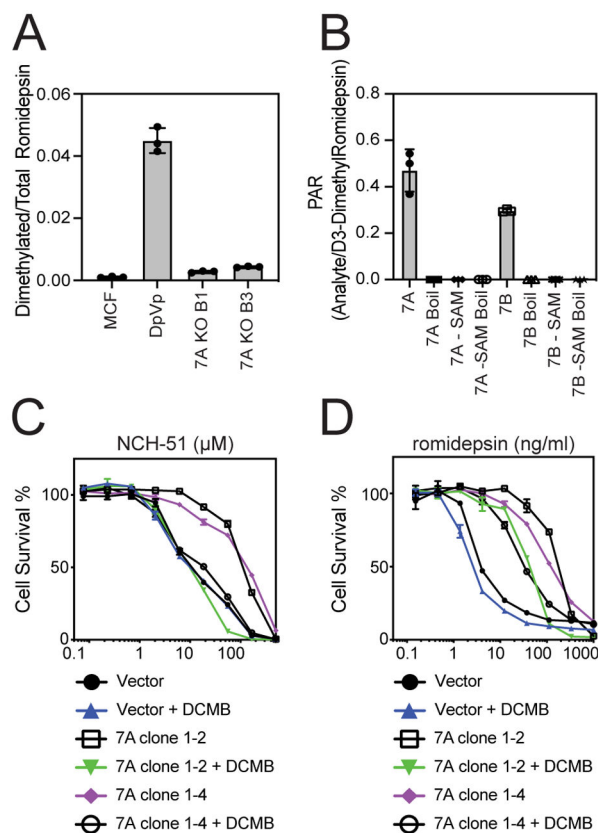 A
Dimethylated/Total Romidepsin
0.06
0.04
0.02
0.00
MCF
DpVp
7A KO B1
7A KO B3
B
PAR
(Analyte/D3-DimethylRomidepsin)
0.8
0.6
0.4
0.2
0.0
7A
7A Boil
7A - SAM
7A -SAM Boil
7B
7B Boil
7B - SAM
7B -SAM Boil
C
NCH-51 (µM)
Cell Survival %
100
50
0
0.1
1
10
100
Vector
Vector + DCMB
7A clone 1-2
7A clone 1-2 + DCMB
7A clone 1-4
7A clone 1-4 + DCMB
D
romidepsin (ng/ml)
Cell Survival %
100
50
0
0.1
1
10
100
1000
Vector
Vector + DCMB
7A clone 1-2
7A clone 1-2 + DCMB
7A clone 1-4
7A clone 1-4 + DCMB